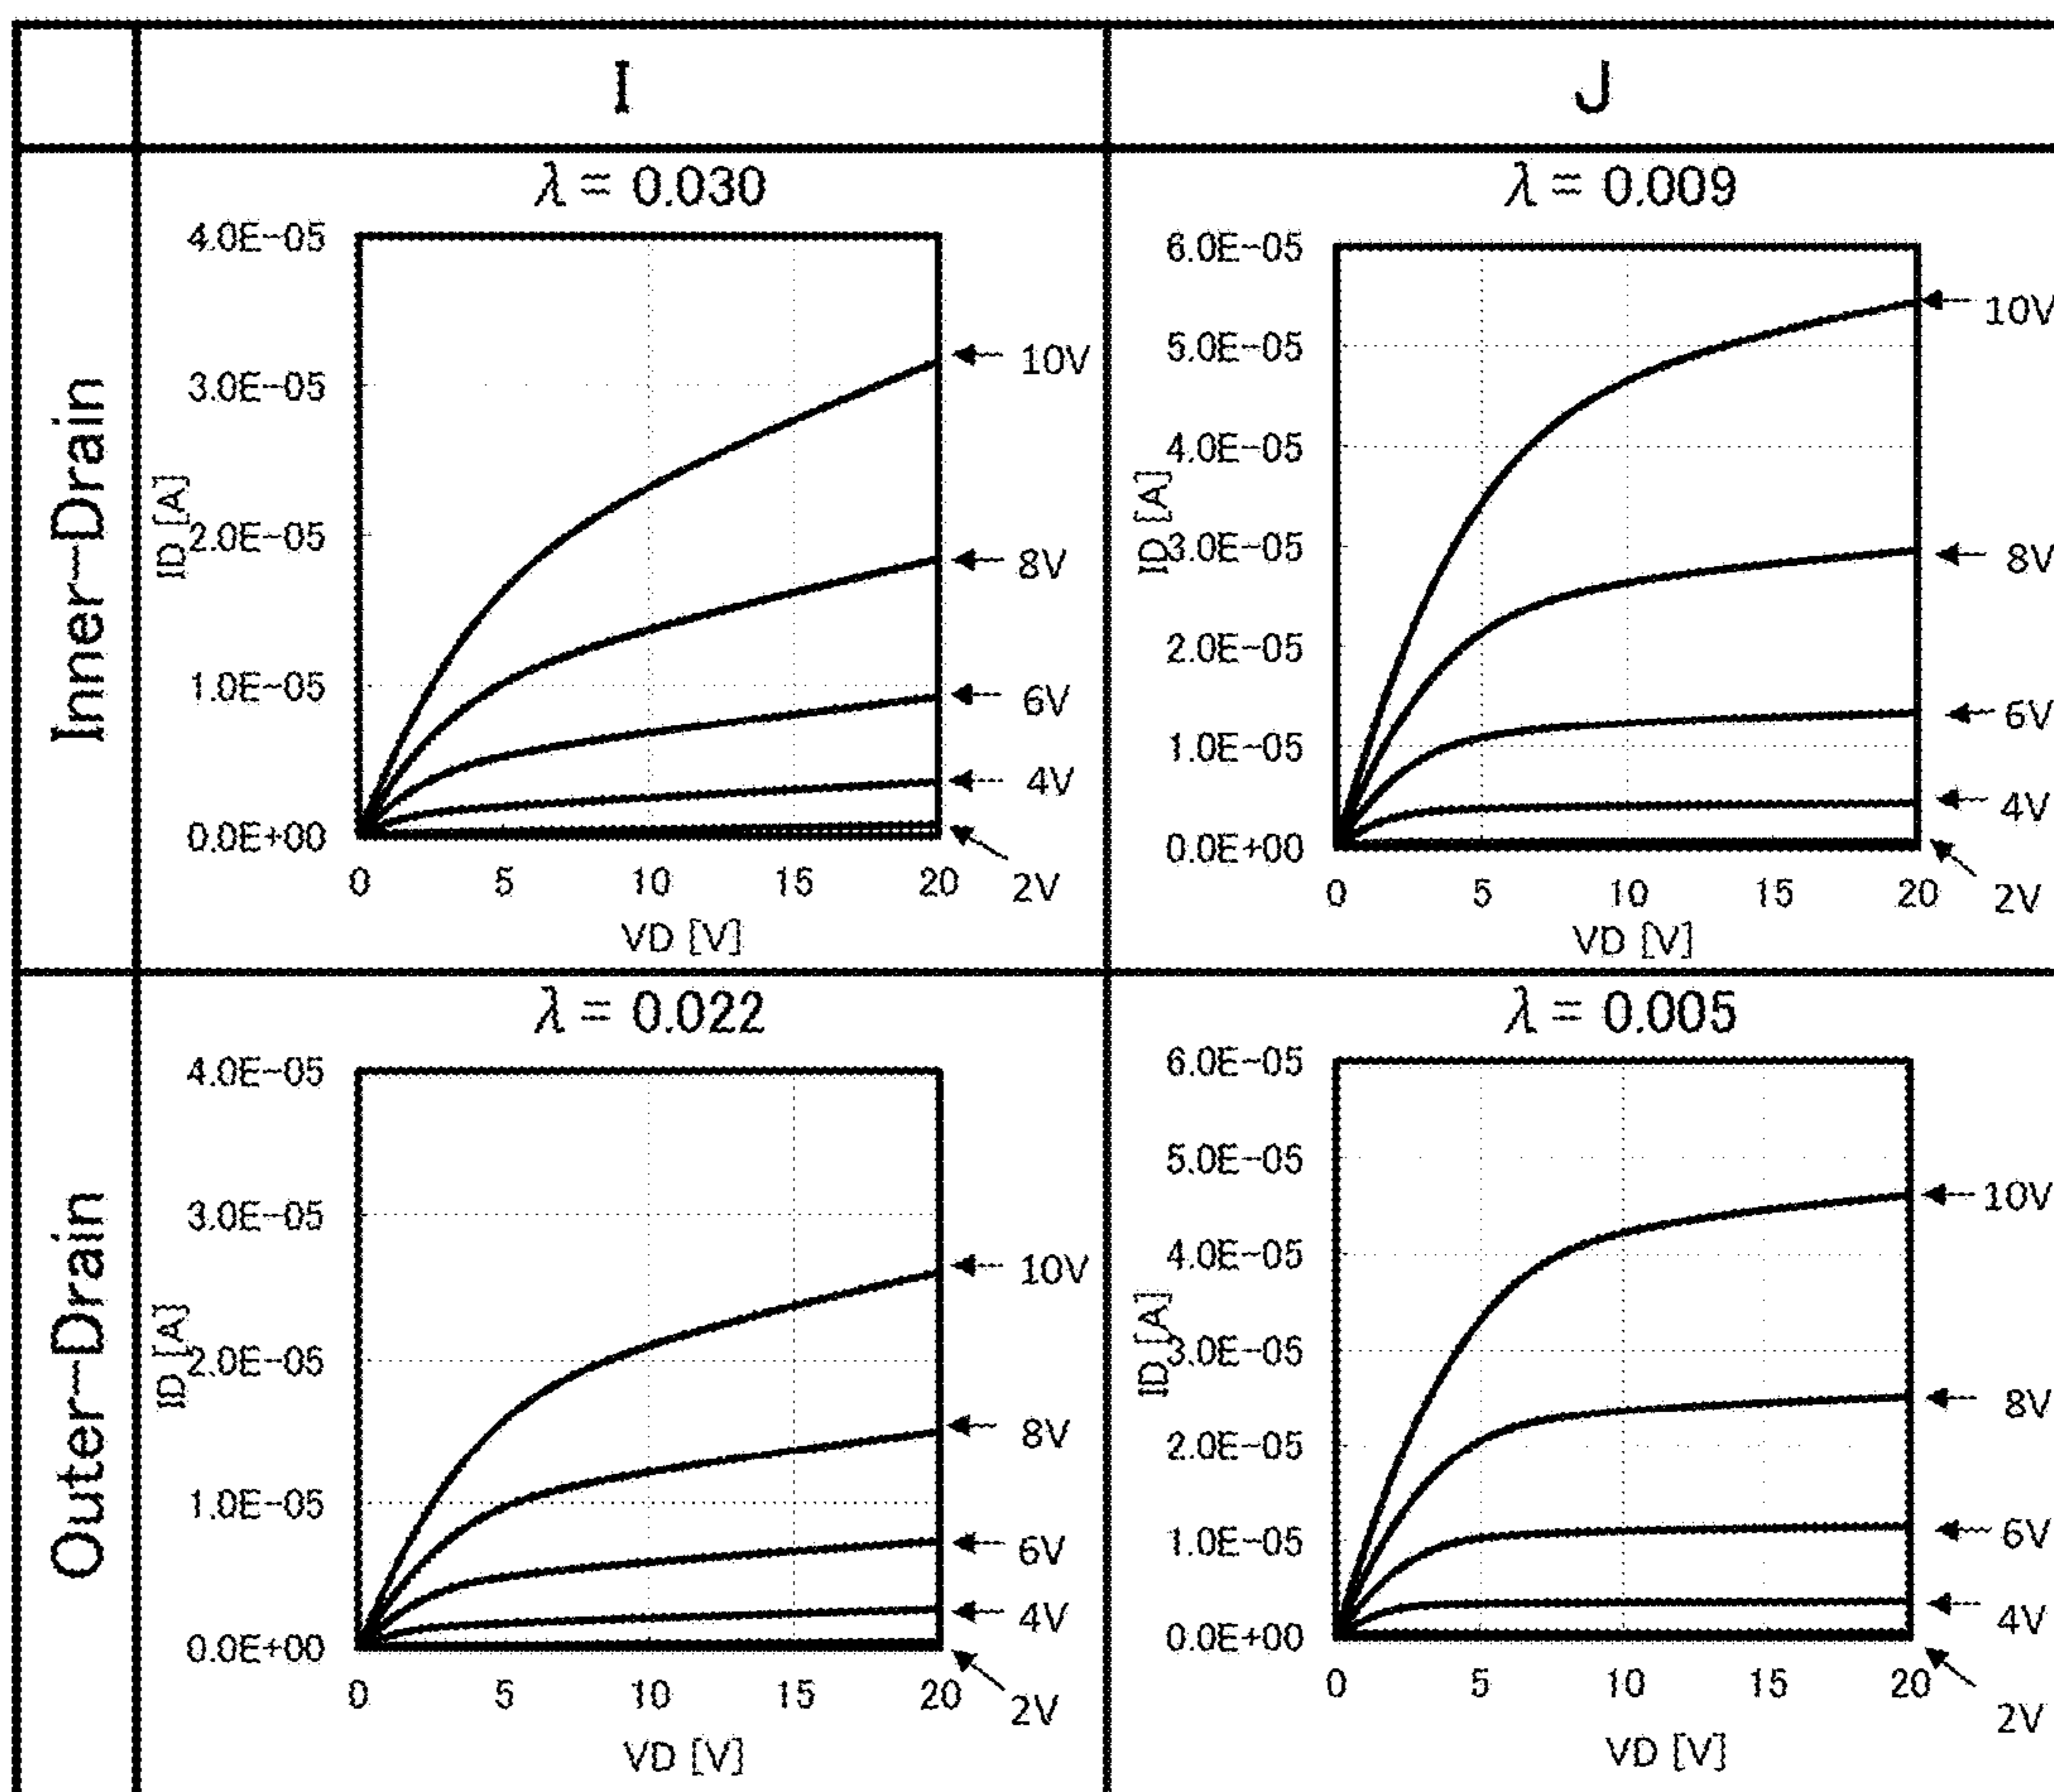 I
J
Inner-Drain
λ = 0.030
4.0E-05
3.0E-05
2.0E-05
1.0E-05
0.0E+00
ID [A]
0 5 10 15 20
VD [V]
10V
8V
6V
4V
2V
λ = 0.009
6.0E-05
5.0E-05
4.0E-05
3.0E-05
2.0E-05
1.0E-05
0.0E+00
ID [A]
0 5 10 15 20
VD [V]
10V
8V
6V
4V
2V
Outer-Drain
λ = 0.022
4.0E-05
3.0E-05
2.0E-05
1.0E-05
0.0E+00
ID [A]
0 5 10 15 20
VD [V]
10V
8V
6V
4V
2V
λ = 0.005
6.0E-05
5.0E-05
4.0E-05
3.0E-05
2.0E-05
1.0E-05
0.0E+00
ID [A]
0 5 10 15 20
VD [V]
10V
8V
6V
4V
2V